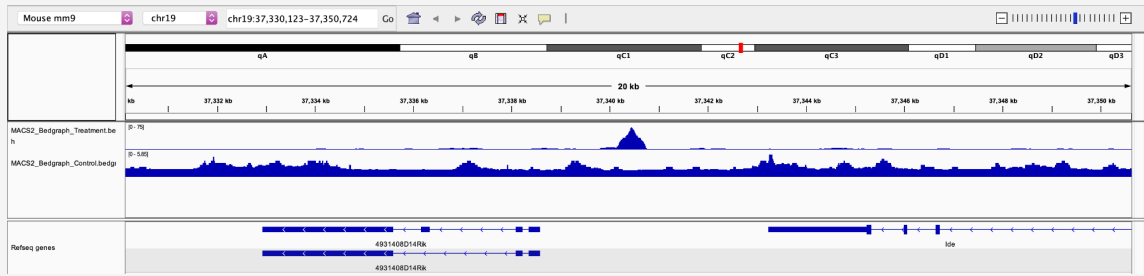 Mouse mm9 chr19 chr19:37,330,123-37,350,724 Go
qA qB qC1 qC2 qC3 qD1 qD2 qD3
20 kb
kb 37,332 kb 37,334 kb 37,336 kb 37,338 kb 37,340 kb 37,342 kb 37,344 kb 37,346 kb 37,348 kb 37,350 kb
MACS2_Bedgraph_Treatment.be
h
[0 - 75]
MACS2_Bedgraph_Control.bedgr
[0 - 5.85]
Refseq genes
4931408D14Rik Ide
4931408D14Rik